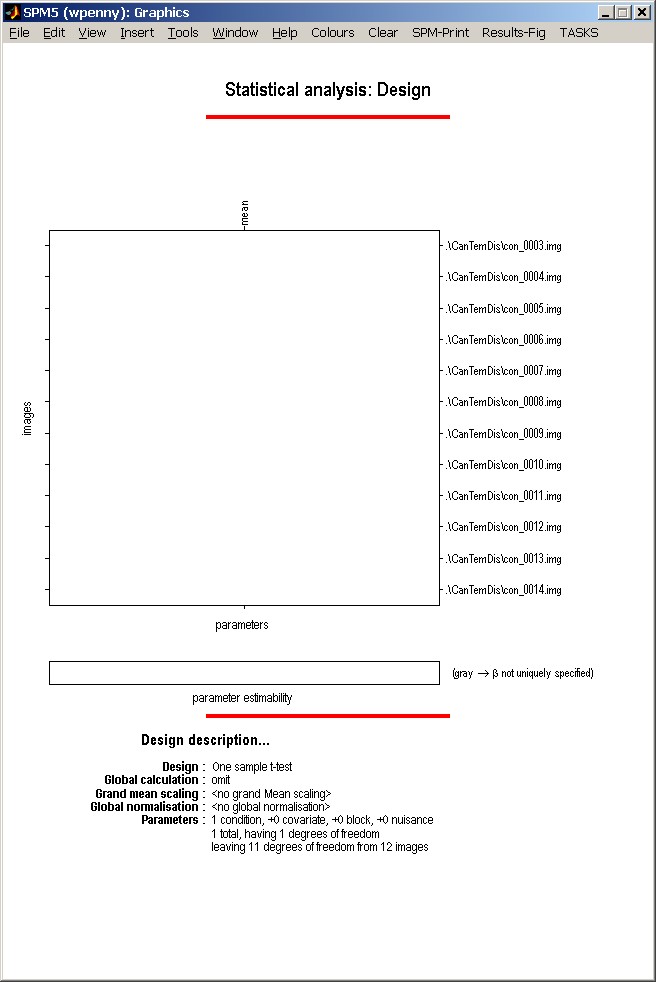 SPM5 (wpenny): Graphics
File Edit View Insert Tools Window Help Colours Clear SPM-Print Results-Fig TASKS
Statistical analysis: Design
mean
.\CanTemDis\con_0003.img
.\CanTemDis\con_0004.img
.\CanTemDis\con_0005.img
.\CanTemDis\con_0006.img
.\CanTemDis\con_0007.img
.\CanTemDis\con_0008.img
images
.\CanTemDis\con_0009.img
.\CanTemDis\con_0010.img
.\CanTemDis\con_0011.img
.\CanTemDis\con_0012.img
.\CanTemDis\con_0013.img
.\CanTemDis\con_0014.img
parameters
(gray → β not uniquely specified)
parameter estimability
Design description...
Design : One sample t-test
Global calculation : omit
Grand mean scaling : <no grand Mean scaling>
Global normalisation : <no global normalisation>
Parameters : 1 condition, +0 covariate, +0 block, +0 nuisance
1 total, having 1 degrees of freedom
leaving 11 degrees of freedom from 12 images